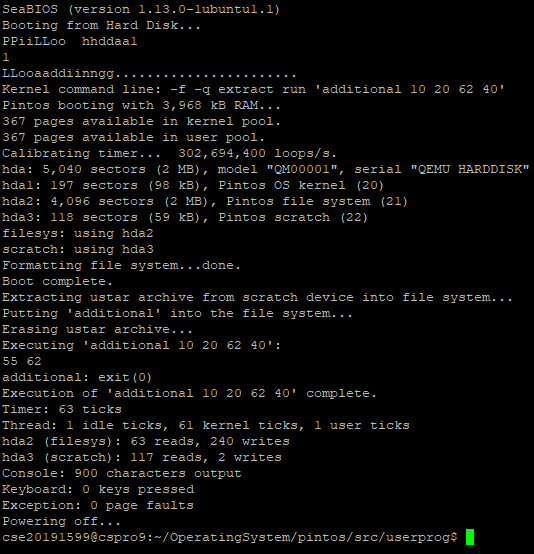 SeaBIOS (version 1.13.0-1ubuntu1.1)
Booting from Hard Disk...
PPiiLLoo  hhddaa1
1
LLooaaddiinngg.......................
Kernel command line: -f -q extract run 'additional 10 20 62 40'
Pintos booting with 3,968 kB RAM...
367 pages available in kernel pool.
367 pages available in user pool.
Calibrating timer...  302,694,400 loops/s.
hda: 5,040 sectors (2 MB), model "QM00001", serial "QEMU HARDDISK"
hda1: 197 sectors (98 kB), Pintos OS kernel (20)
hda2: 4,096 sectors (2 MB), Pintos file system (21)
hda3: 118 sectors (59 kB), Pintos scratch (22)
filesys: using hda2
scratch: using hda3
Formatting file system...done.
Boot complete.
Extracting ustar archive from scratch device into file system...
Putting 'additional' into the file system...
Erasing ustar archive...
Executing 'additional 10 20 62 40':
55 62
additional: exit(0)
Execution of 'additional 10 20 62 40' complete.
Timer: 63 ticks
Thread: 1 idle ticks, 61 kernel ticks, 1 user ticks
hda2 (filesys): 63 reads, 240 writes
hda3 (scratch): 117 reads, 2 writes
Console: 900 characters output
Keyboard: 0 keys pressed
Exception: 0 page faults
Powering off...
cse20191599@cspro9:~/OperatingSystem/pintos/src/userprog$